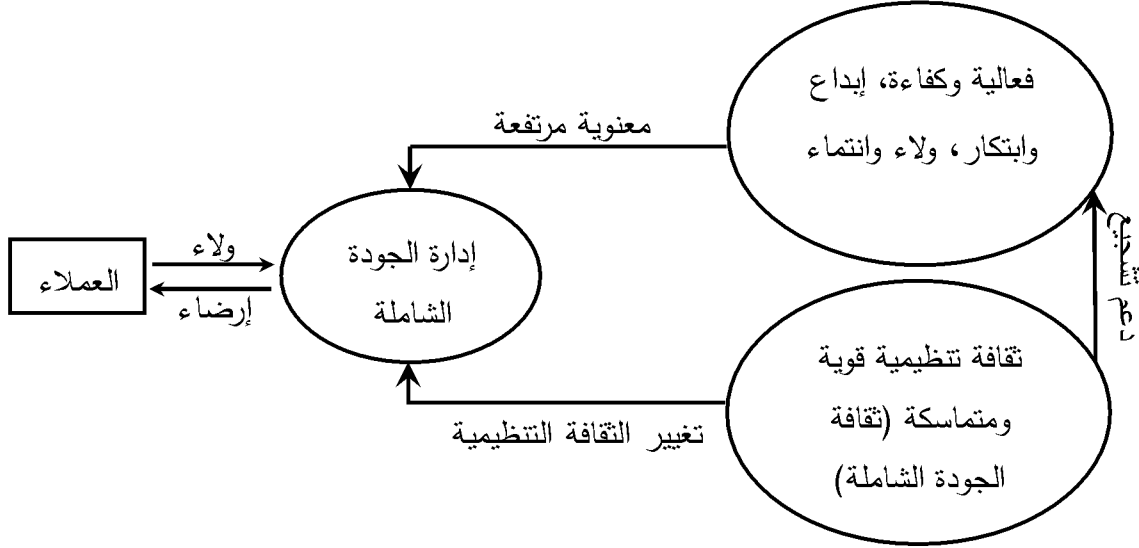 فعالية وكفاءة، إبداع
وابتكار، ولاء وانتماء
معنوية مرتفعة
إدارة الجودة
الشاملة
ولاء
العملاء
إرضاء
دعم تشجيع
ثقافة تنظيمية قوية
ومتماسكة (ثقافة
الجودة الشاملة)
تغيير الثقافة التنظيمية